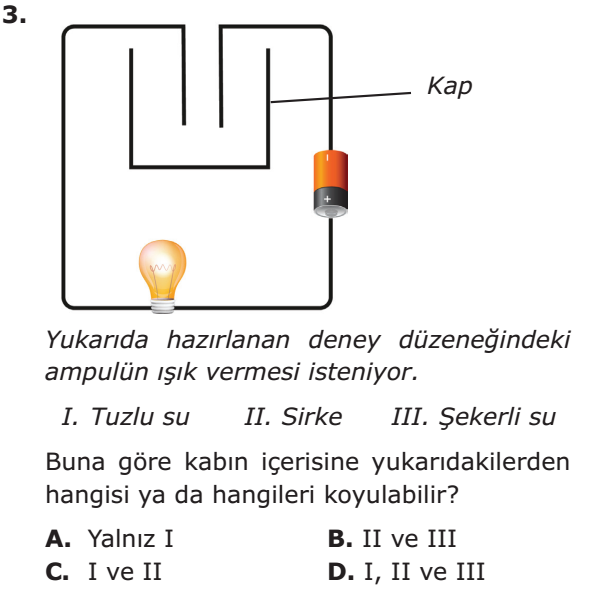 3.
Kap
Yukarıda hazırlanan deney düzeneğindeki
ampulün ışık vermesi isteniyor.
I. Tuzlu su II. Sirke III. Şekerli su
Buna göre kabın içerisine yukarıdakilerden
hangisi ya da hangileri koyulabilir?
A. Yalnız I B. II ve III
C. I ve II D. I, II ve III